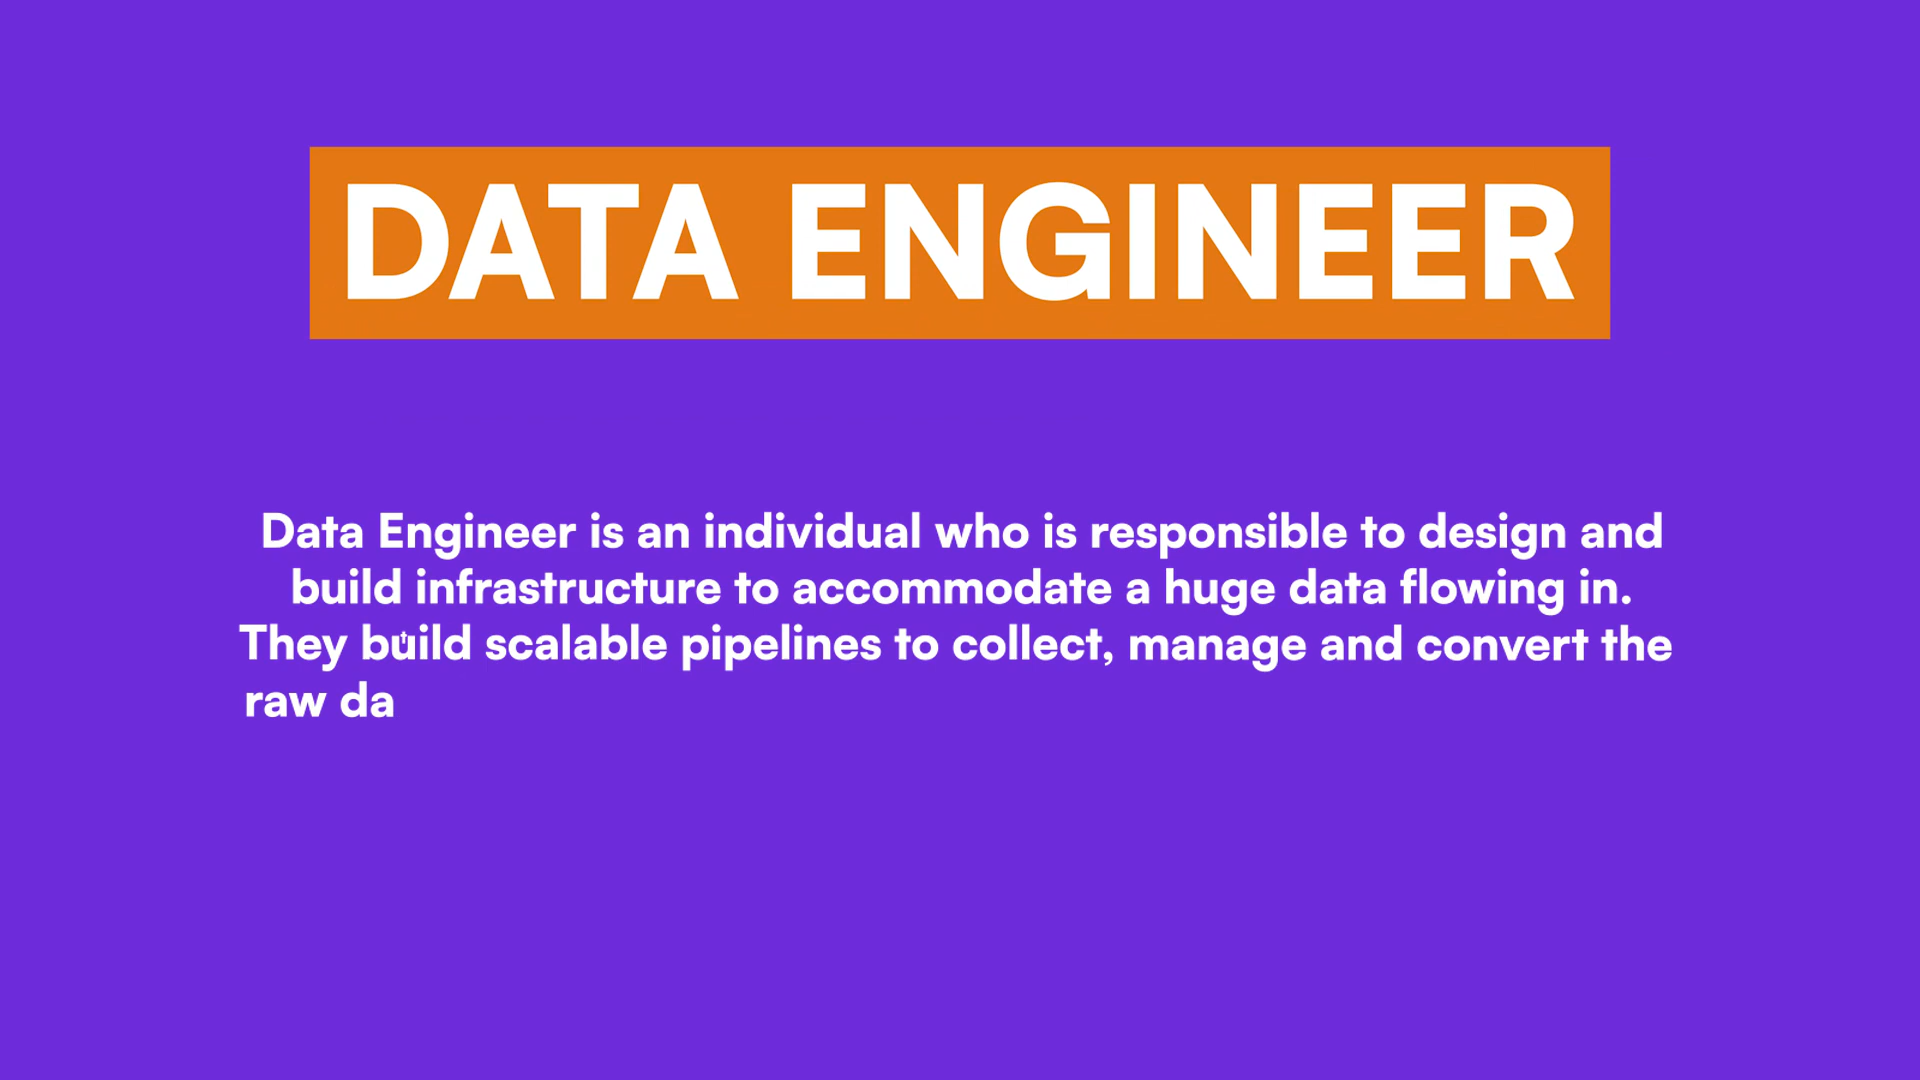 DATA ENGINEER
Data Engineer is an individual who is responsible to design and
build infrastructure to accommodate a huge data flowing in.
They build scalable pipelines to collect, manage and convert the
raw da